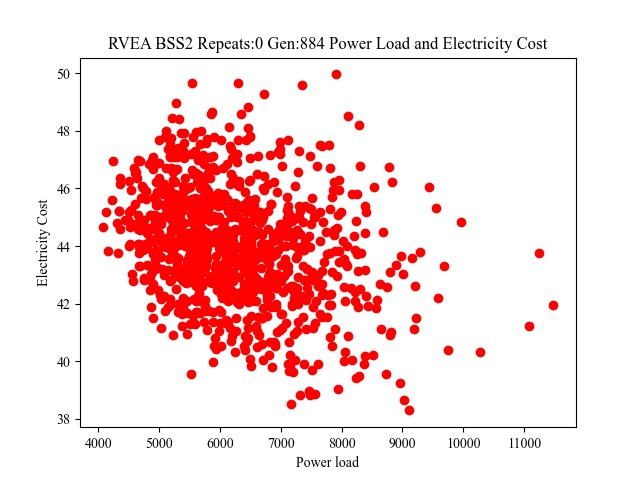 RVEA BSS2 Repeats:0 Gen:884 Power Load and Electricity Cost
50
48
46
44
42
40
38
Electricity Cost
4000 5000 6000 7000 8000 9000 10000 11000
Power load